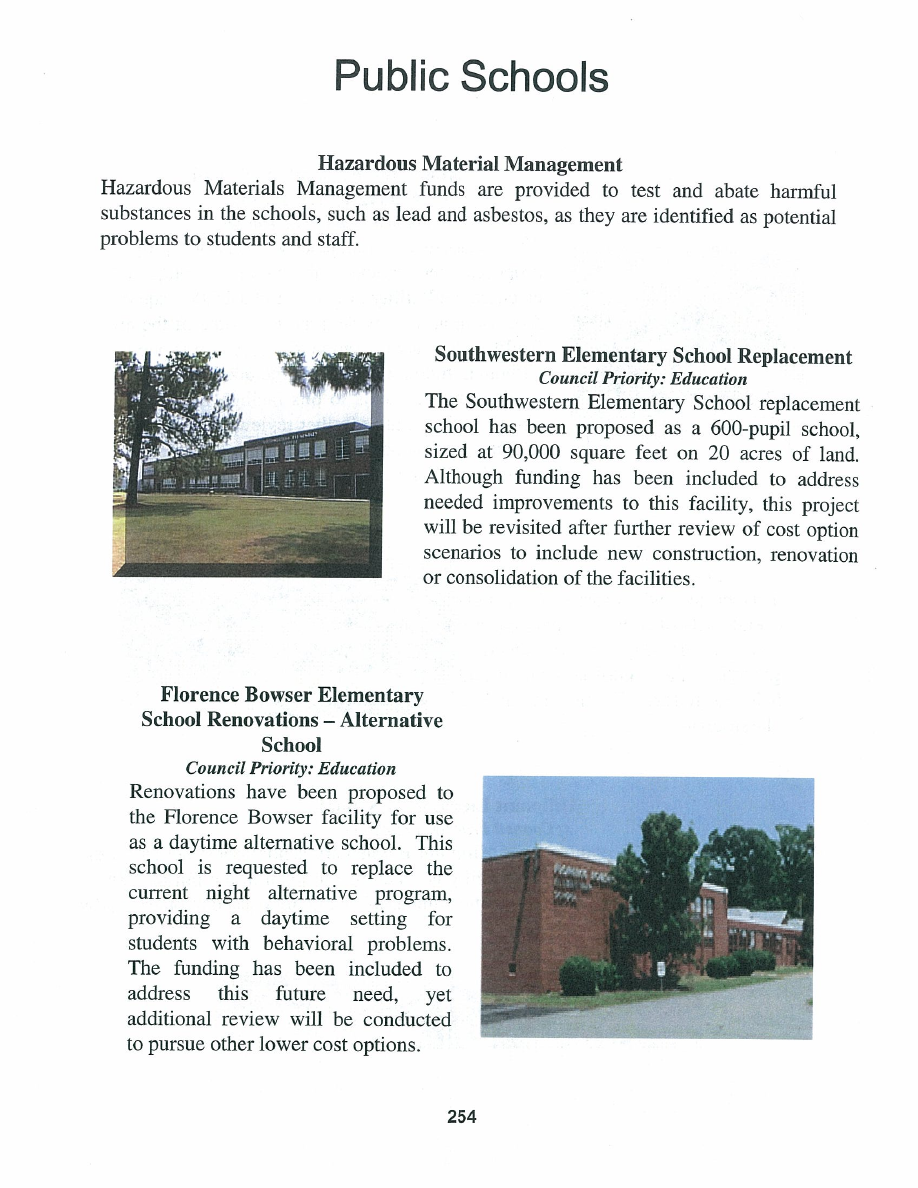 Public Schools
Hazardous Material Management
Hazardous Materials Management funds are provided to test and abate harmful
substances in the schools, such as lead and asbestos, as they are identified as potential
problems to students and staff.
Southwestern Elementary School Replacement
Council Priority: Education
The Southwestern Elementary School replacement
school has been proposed as a 600-pupil school,
sized at 90,000 square feet on 20 acres of land.
Although funding has been included to address
needed improvements to this facility, this project
will be revisited after further review of cost option
scenarios to include new construction, renovation
or consolidation of the facilities.
Florence Bowser Elementary
School Renovations – Alternative
School
Council Priority: Education
Renovations have been proposed to
the Florence Bowser facility for use
as a daytime alternative school. This
school is requested to replace the
current night alternative program,
providing a daytime setting for
students with behavioral problems.
The funding has been included to
address this future need, yet
additional review will be conducted
to pursue other lower cost options.
254